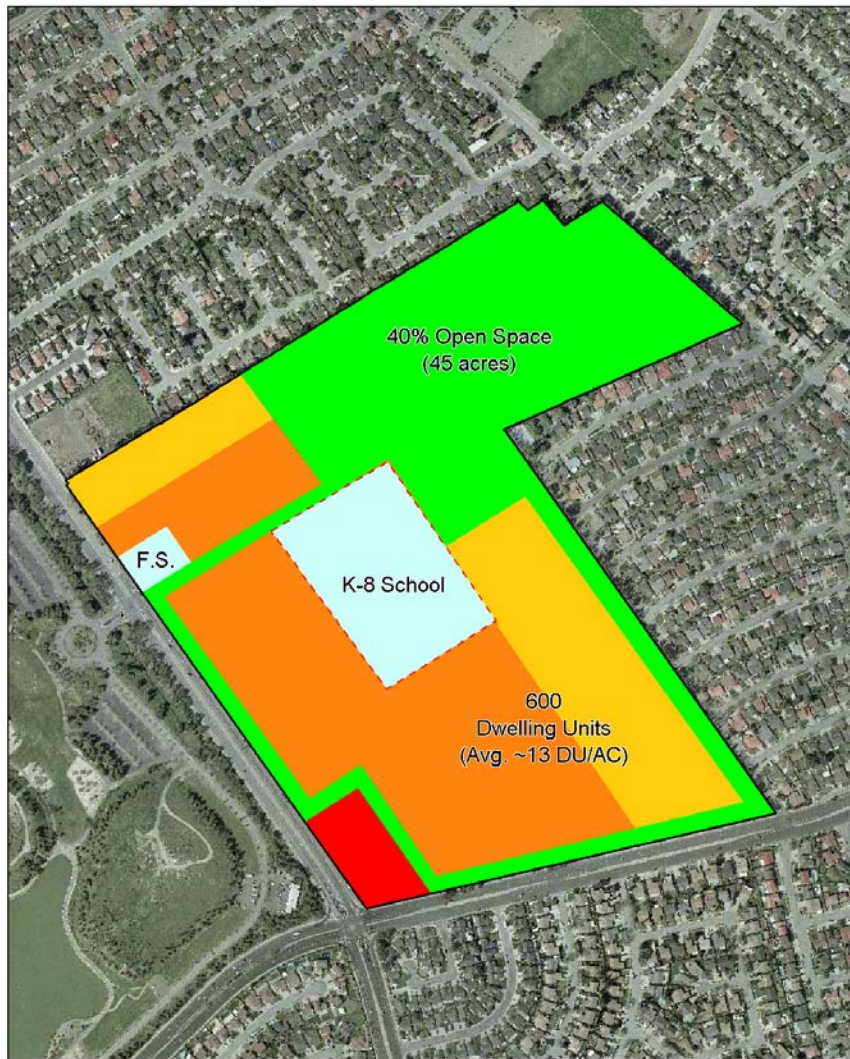 40% Open Space
(45 acres)
F.S.
K-8 School
600
Dwelling Units
(Avg. ~13 DU/AC)